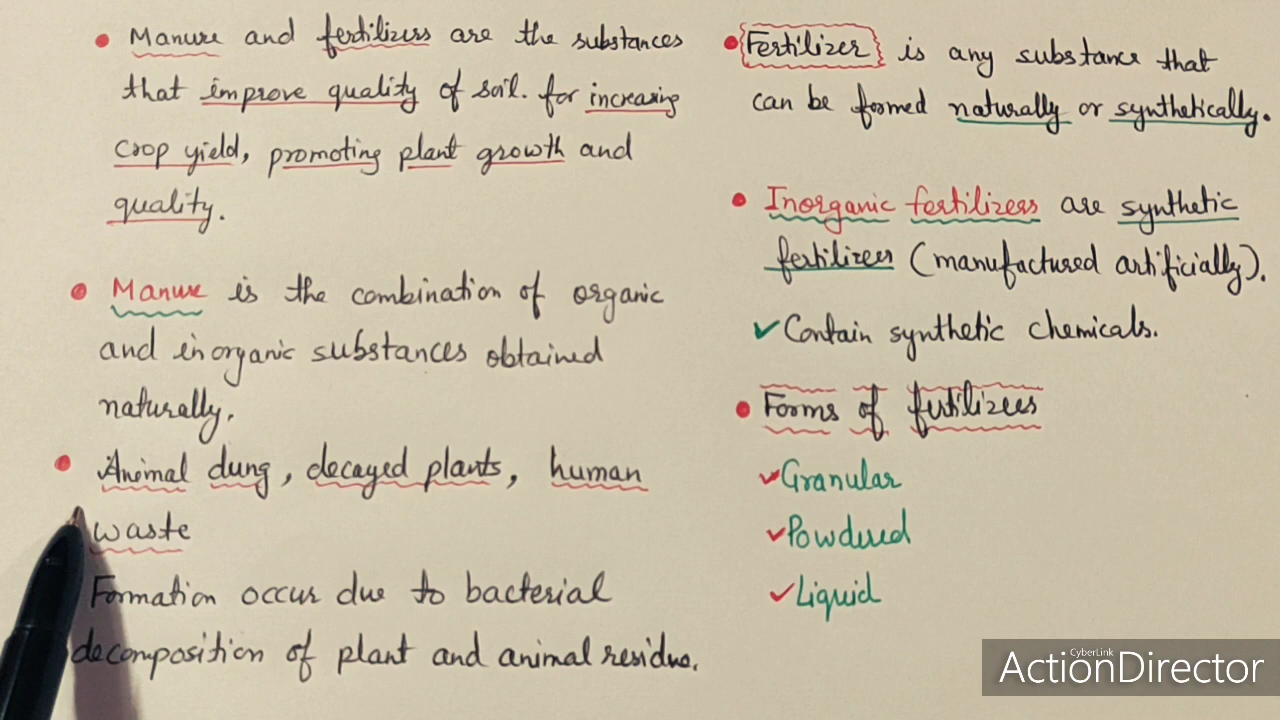 Manure and fertilizers are the substances
that improve quality of soil. for increasing
crop yield, promoting plant growth and
quality.
Manure is the combination of organic
and inorganic substances obtained
naturally.
Animal dung, decayed plants, human
waste
Formation occur due to bacterial
decomposition of plant and animal residue.
Fertilizer is any substance that
can be formed naturally or synthetically.
Inorganic fertilizers are synthetic
fertilizers (manufactured artificially).
✓ Contain synthetic chemicals.
Forms of fertilizers
✓ Granular
✓ Powdered
✓ Liquid
CyberLink
ActionDirector